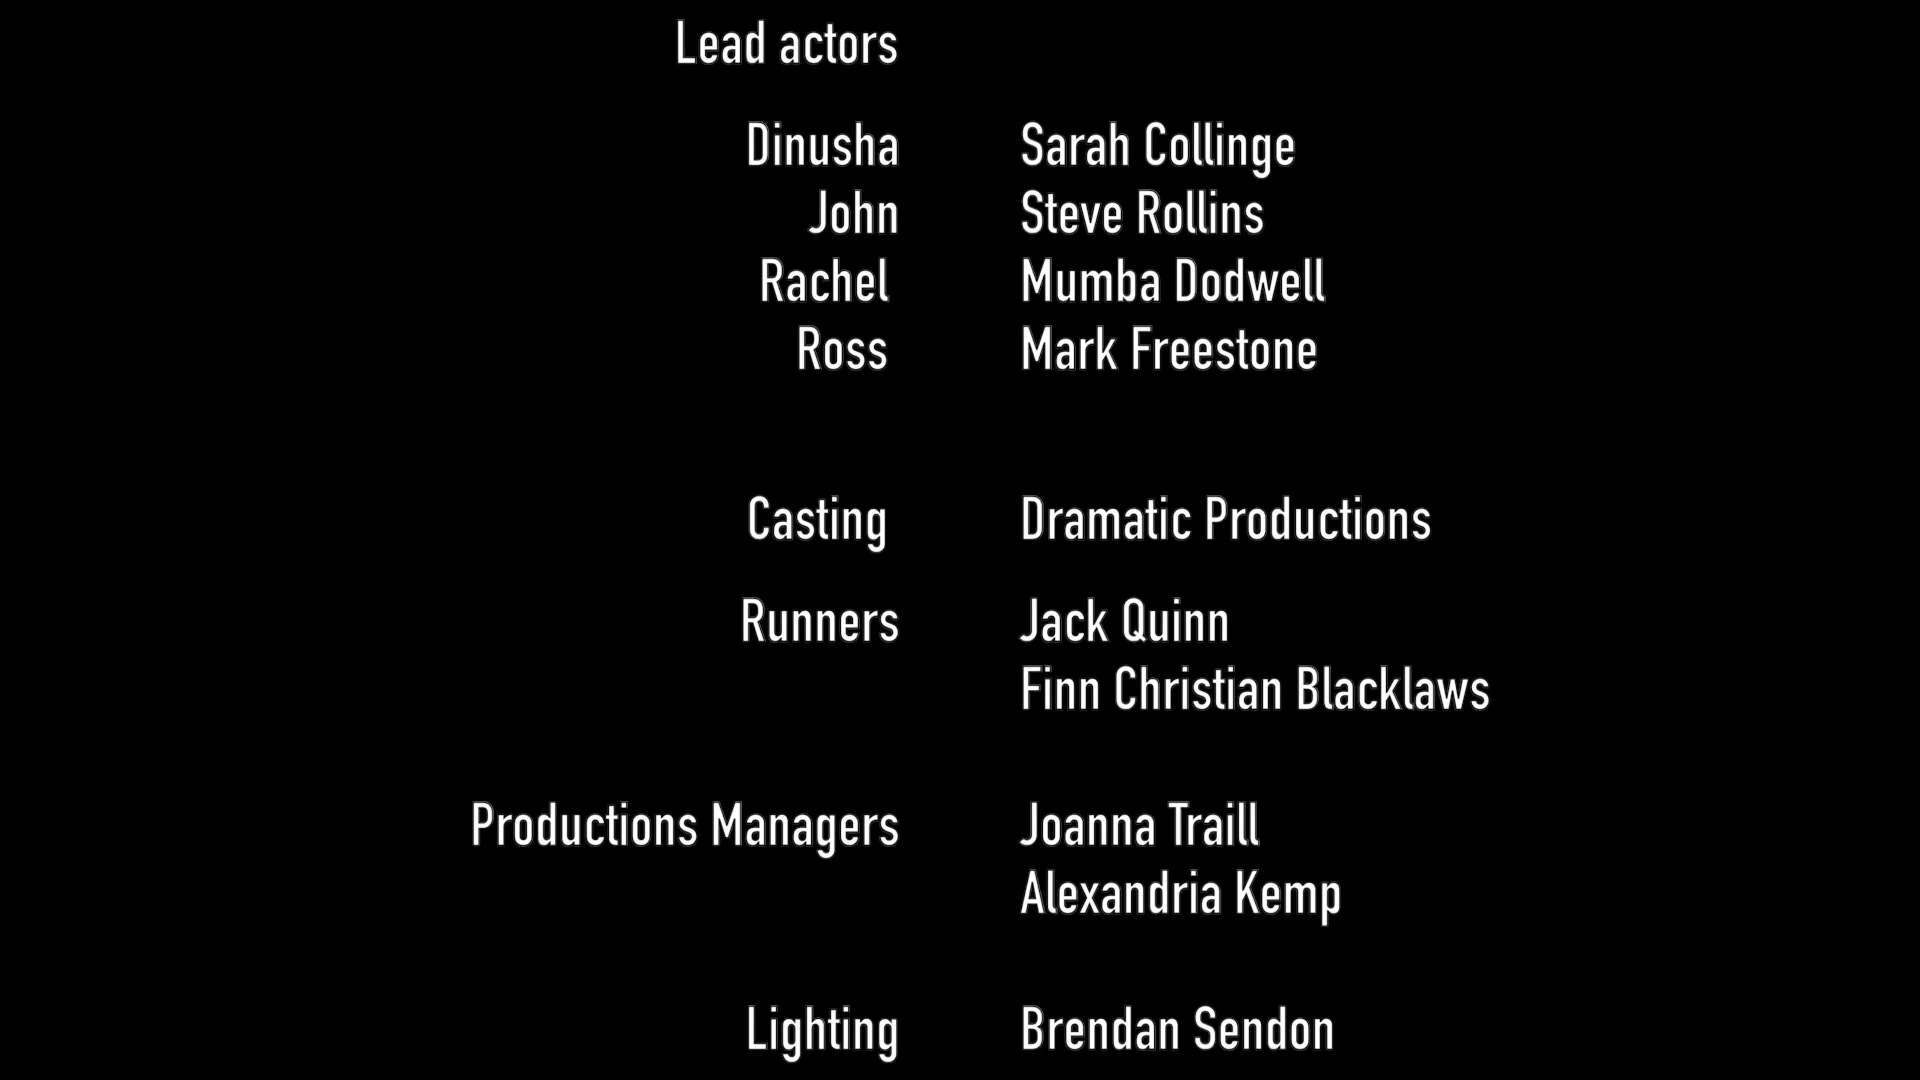 Lead actors
Dinusha Sarah Collinge
John Steve Rollins
Rachel Mumba Dodwell
Ross Mark Freestone
Casting Dramatic Productions
Runners Jack Quinn
Finn Christian Blacklaws
Productions Managers Joanna Traill
Alexandria Kemp
Lighting Brendan Sendon